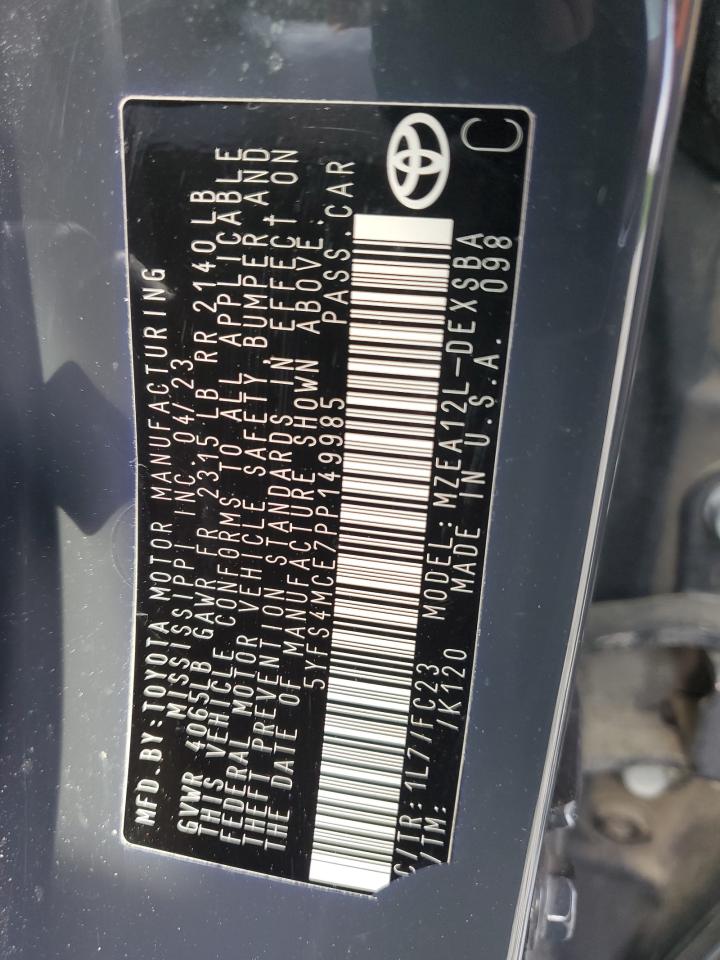 MFD.BY:TOYOTA MOTOR MANUFACTURING
MISSISSIPPI INC. 04/23
GVWR 4065LB GAWR FR 2315 LB RR 2140 LB
THIS VEHICLE CONFORMS TO ALL APPLICABLE
FEDERAL MOTOR VEHICLE SAFETY, BUMPER AND
THEFT PREVENTION STANDARDS IN EFFECT ON
THE DATE OF MANUFACTURE SHOWN ABOVE.
5YFS4MCE7PP149985 PASS.CAR
C/TR:1L7/FC23 MODEL:MZEA12L-DEXSBA
/TM: /K120 MADE IN U.S.A. 098
C